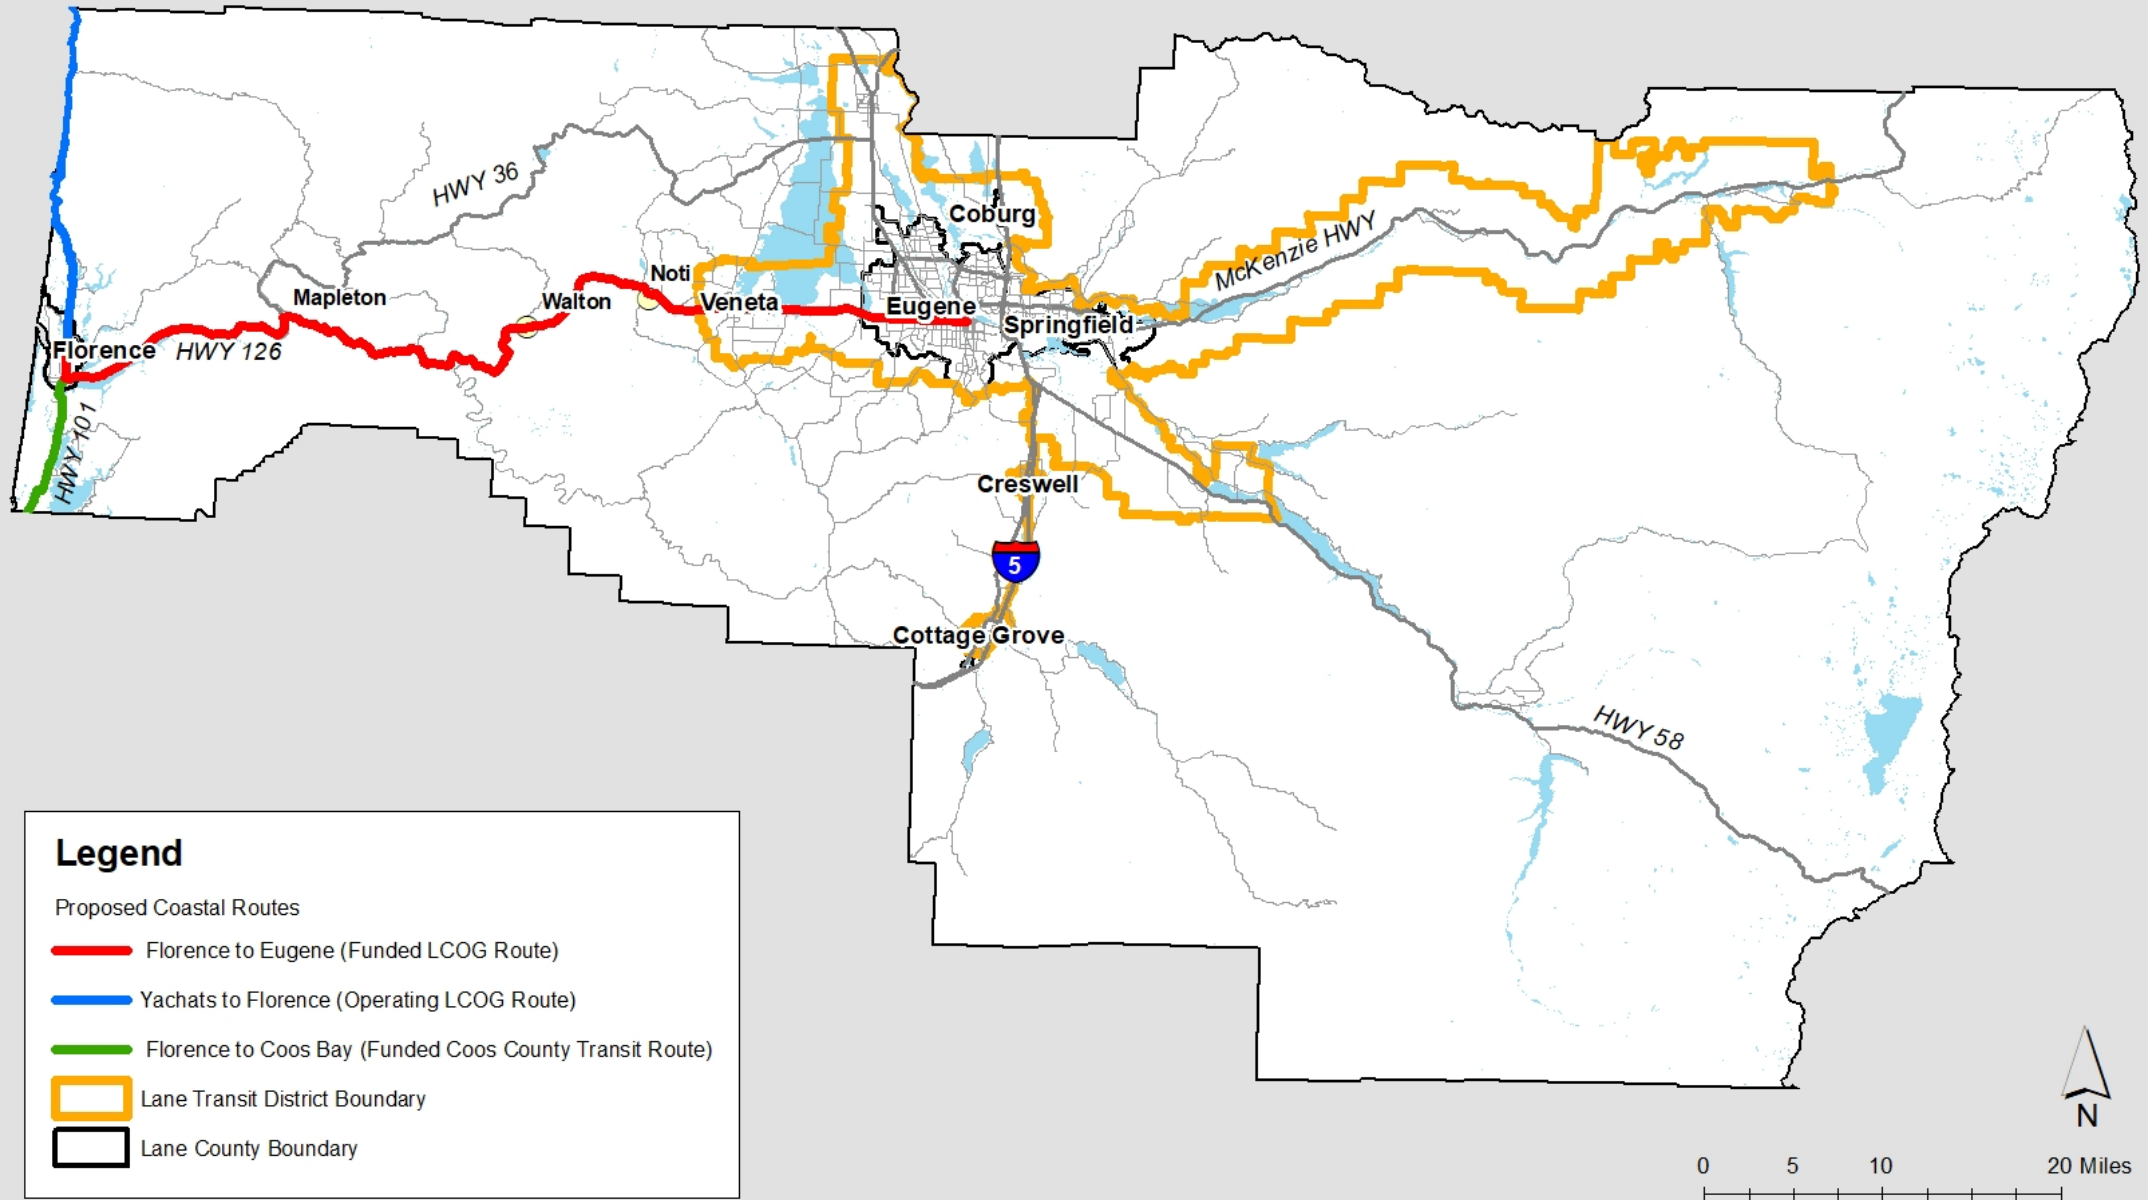 HWY 36
Coburg
McKenzie HWY
Noti
Mapleton
Walton
Veneta
Eugene
Springfield
Florence
HWY 126
HWY 101
Creswell
5
Cottage Grove
HWY 58
Legend
Proposed Coastal Routes
Florence to Eugene (Funded LCOG Route)
Yachats to Florence (Operating LCOG Route)
Florence to Coos Bay (Funded Coos County Transit Route)
Lane Transit District Boundary
Lane County Boundary
N
0 5 10 20 Miles